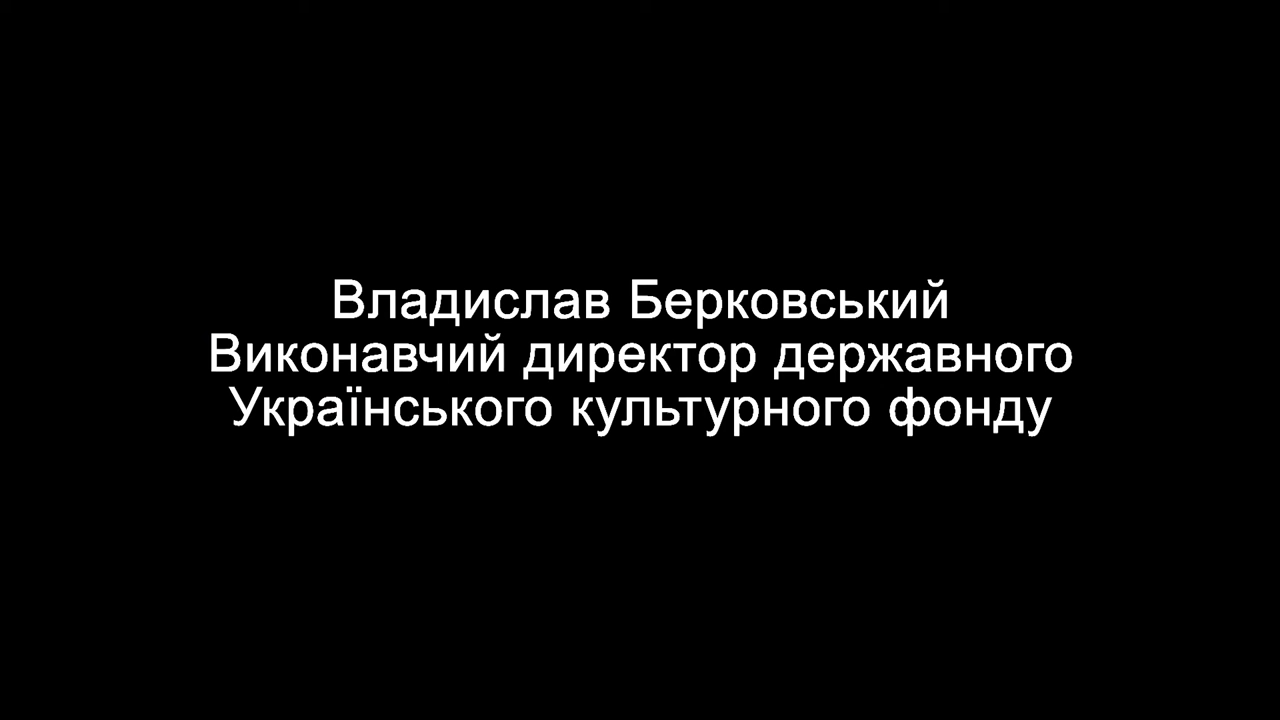 Владислав Берковський
Виконавчий директор державного
Українського культурного фонду